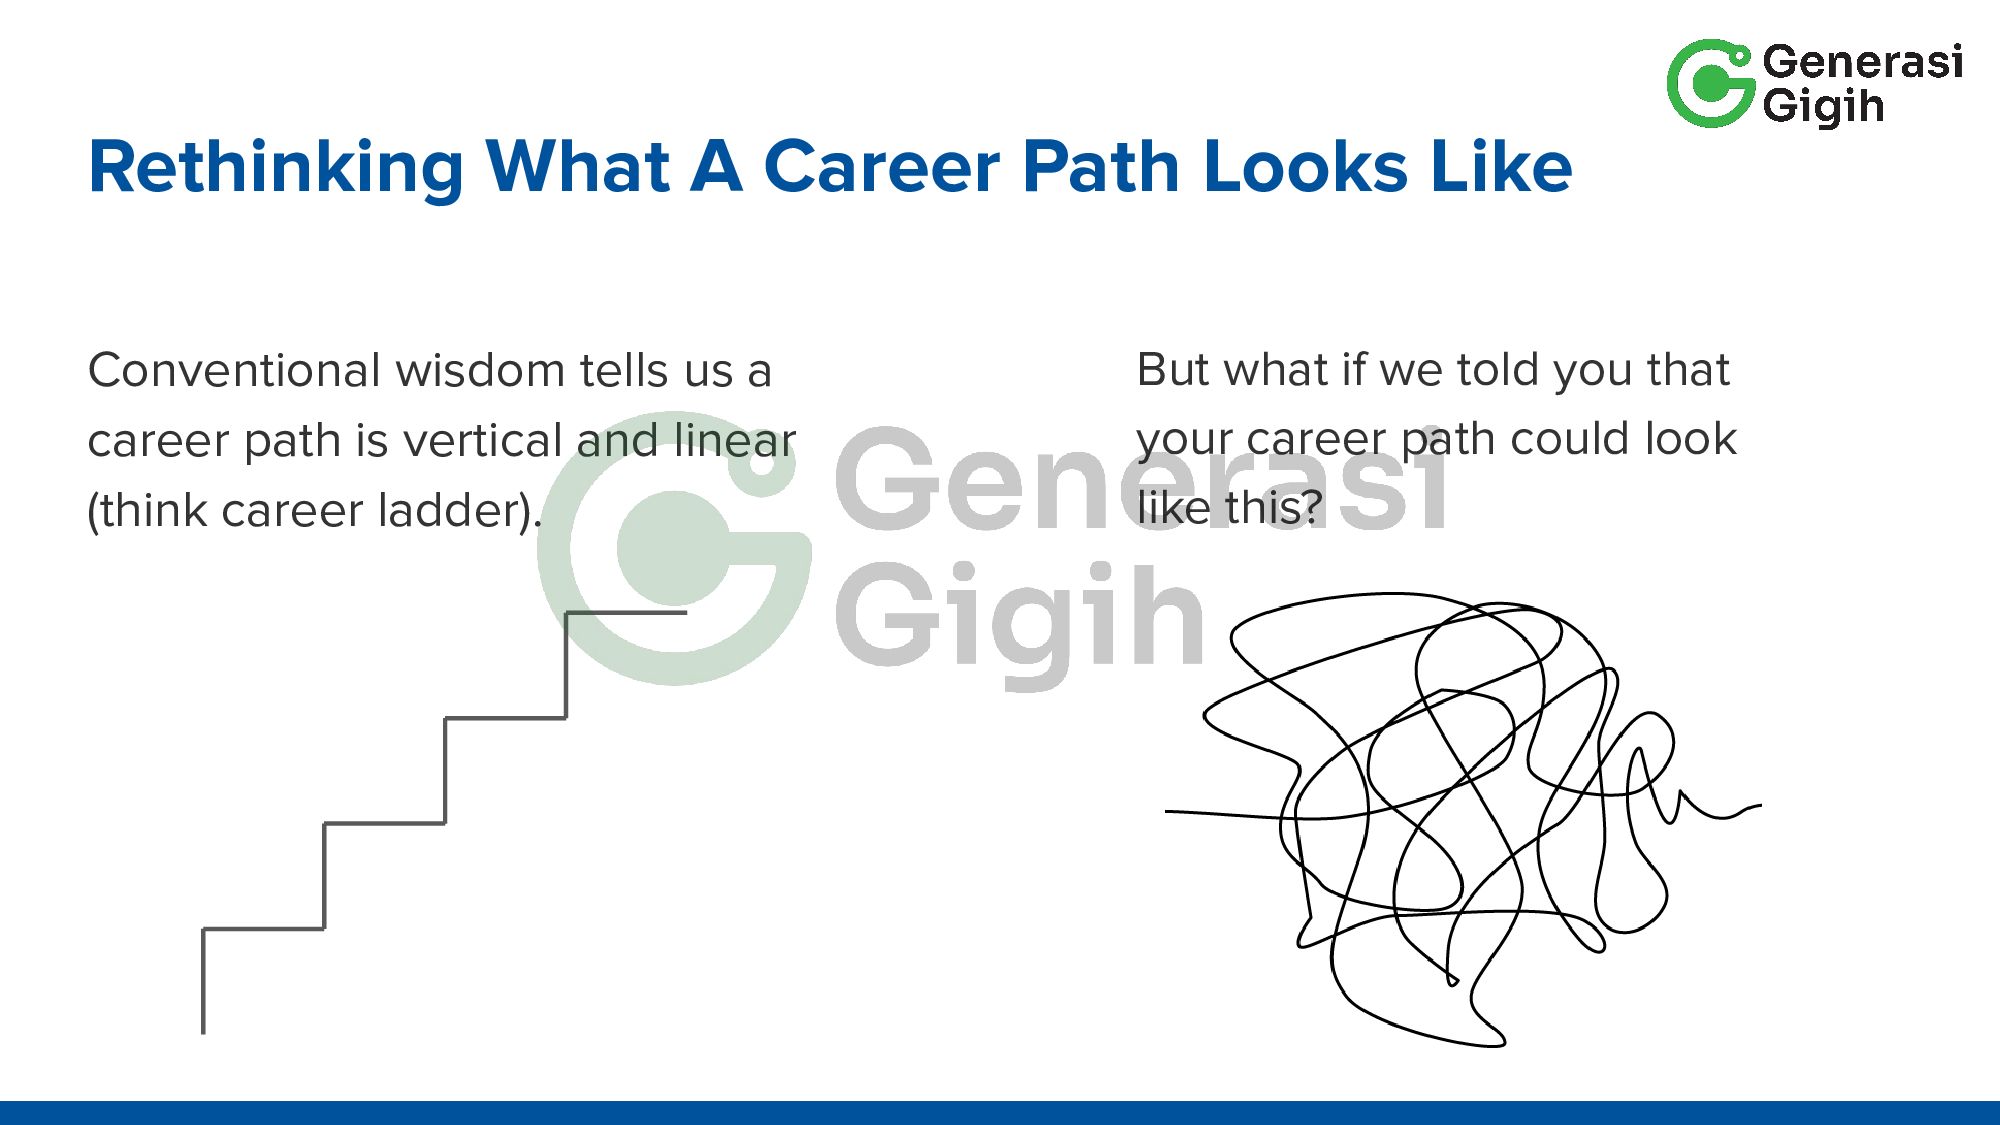 Generasi
Gigih
Rethinking What A Career Path Looks Like
Conventional wisdom tells us a
career path is vertical and linear
(think career ladder).
But what if we told you that
your career path could look
like this?
Generasi
Gigih